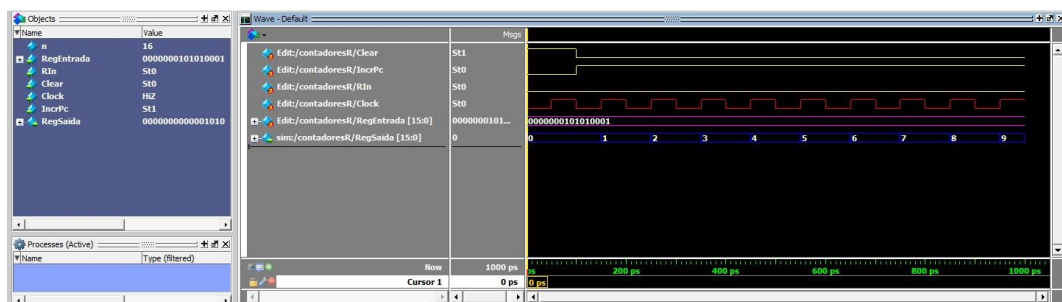 Objects
Name Value
n 16
RegEntrada 0000000101010001
RIn St0
Clear St0
Clock HiZ
IncrPc St1
RegSaida 0000000000001010
Processes (Active)
Name Type (filtered)
Wave - Default
Msgs
Edit:/contadoresR/Clear St1
Edit:/contadoresR/IncrPc St0
Edit:/contadoresR/RIn St0
Edit:/contadoresR/Clock St0
Edit:/contadoresR/RegEntrada [15:0] 0000000101... 0000000101010001
sim:/contadoresR/RegSaida [15:0] 0 0 1 2 3 4 5 6 7 8 9
Now 1000 ps ps 200 ps 400 ps 600 ps 800 ps 1000 ps
Cursor 1 0 ps 0 ps